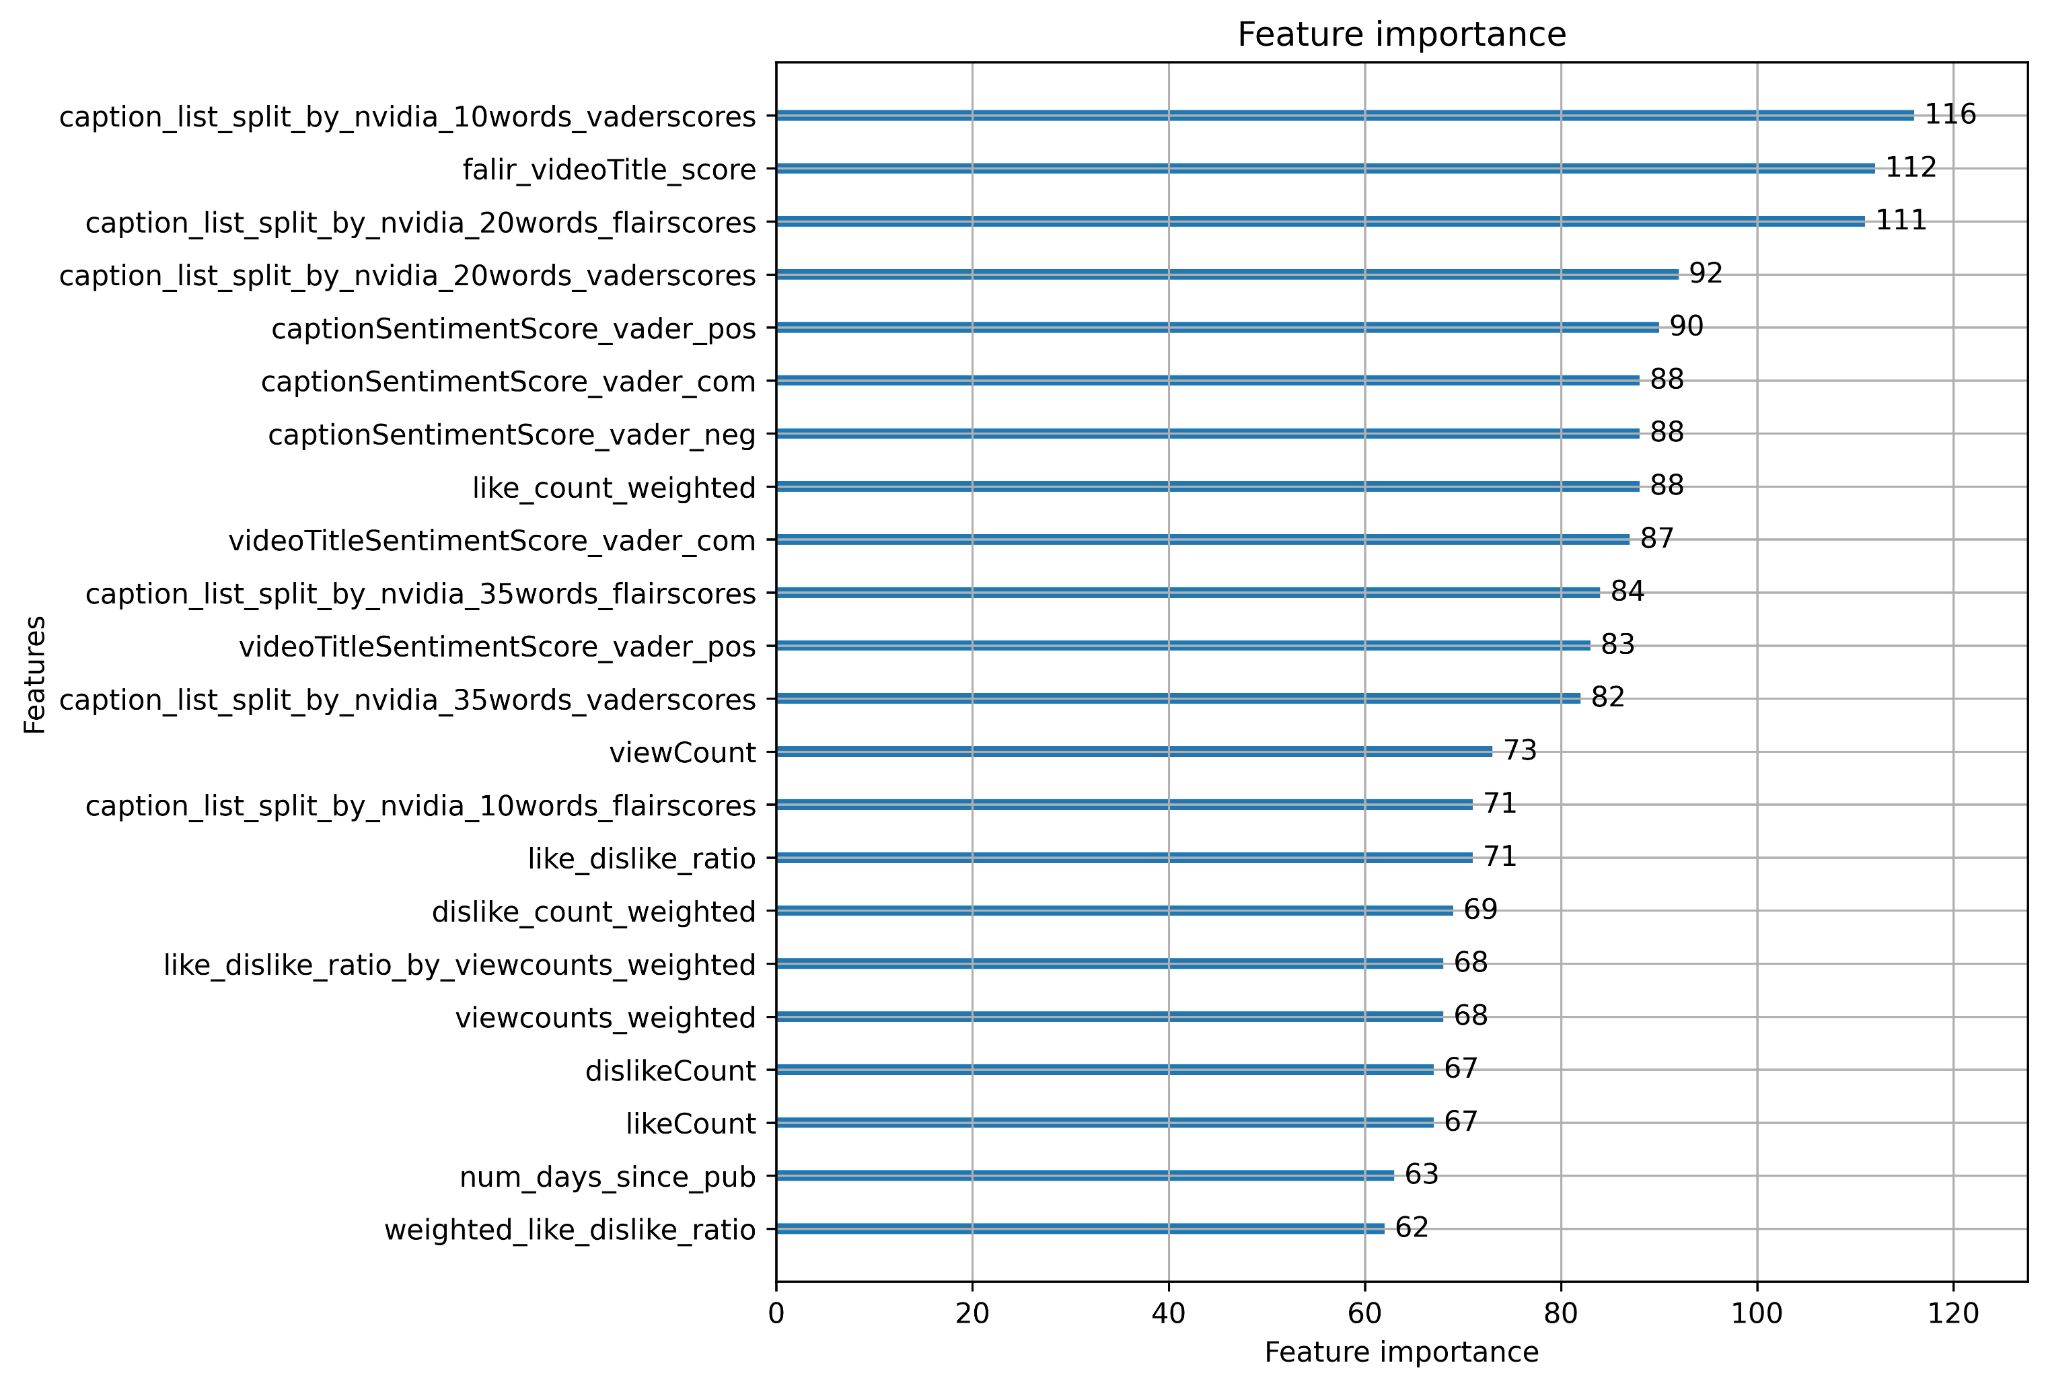 Feature importance
caption_list_split_by_nvidia_10words_vaderscores 116
falir_videoTitle_score 112
caption_list_split_by_nvidia_20words_flairscores 111
caption_list_split_by_nvidia_20words_vaderscores 92
captionSentimentScore_vader_pos 90
captionSentimentScore_vader_com 88
captionSentimentScore_vader_neg 88
like_count_weighted 88
videoTitleSentimentScore_vader_com 87
caption_list_split_by_nvidia_35words_flairscores 84
videoTitleSentimentScore_vader_pos 83
caption_list_split_by_nvidia_35words_vaderscores 82
viewCount 73
caption_list_split_by_nvidia_10words_flairscores 71
like_dislike_ratio 71
dislike_count_weighted 69
like_dislike_ratio_by_viewcounts_weighted 68
viewcounts_weighted 68
dislikeCount 67
likeCount 67
num_days_since_pub 63
weighted_like_dislike_ratio 62
Features
0 20 40 60 80 100 120
Feature importance